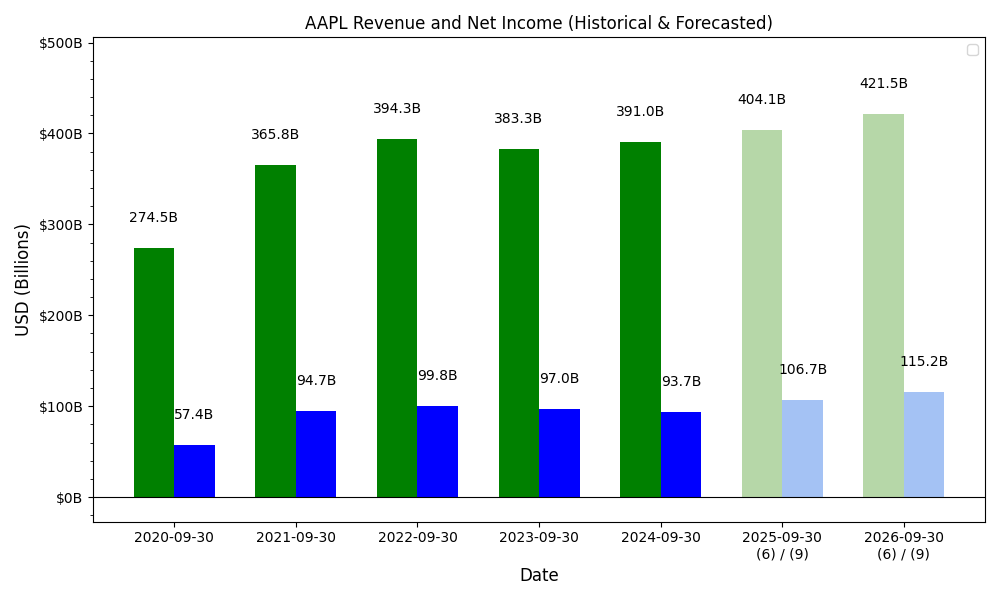 AAPL Revenue and Net Income (Historical & Forecasted)
$500B
$400B
$300B
$200B
$100B
$0B
USD (Billions)
274.5B
57.4B
365.8B
94.7B
394.3B
99.8B
383.3B
97.0B
391.0B
93.7B
404.1B
106.7B
421.5B
115.2B
2020-09-30
2021-09-30
2022-09-30
2023-09-30
2024-09-30
2025-09-30
(6) / (9)
2026-09-30
(6) / (9)
Date